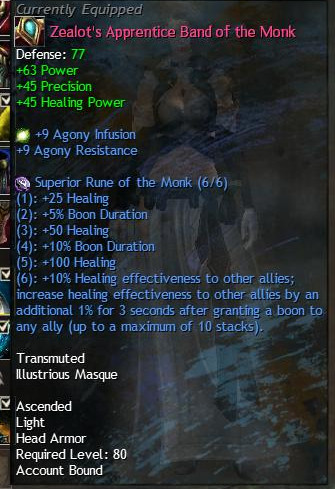 Currently Equipped
Zealot's Apprentice Band of the Monk
Defense: 77
+63 Power
+45 Precision
+45 Healing Power
+9 Agony Infusion
+9 Agony Resistance
Superior Rune of the Monk (6/6)
(1): +25 Healing
(2): +5% Boon Duration
(3): +50 Healing
(4): +10% Boon Duration
(5): +100 Healing
(6): +10% Healing effectiveness to other allies;
increase healing effectiveness to other allies by an
additional 1% for 3 seconds after granting a boon to
any ally (up to a maximum of 10 stacks).
Transmuted
Illustrious Masque
Ascended
Light
Head Armor
Required Level: 80
Account Bound